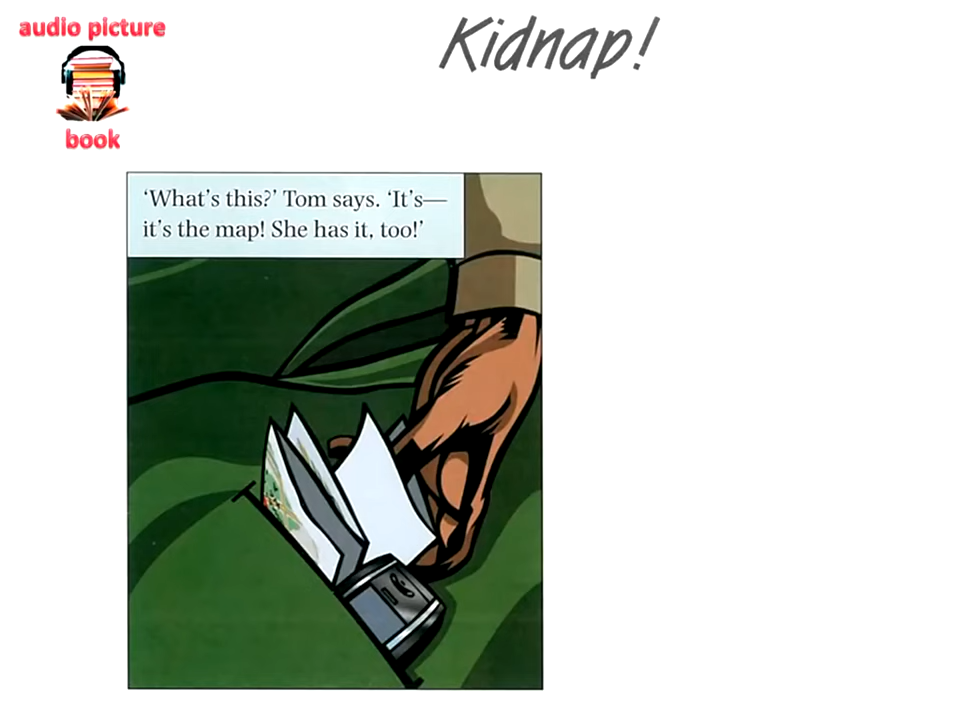 audio picture
book
Kidnap!
‘What’s this?’ Tom says. ‘It’s—
it’s the map! She has it, too!’